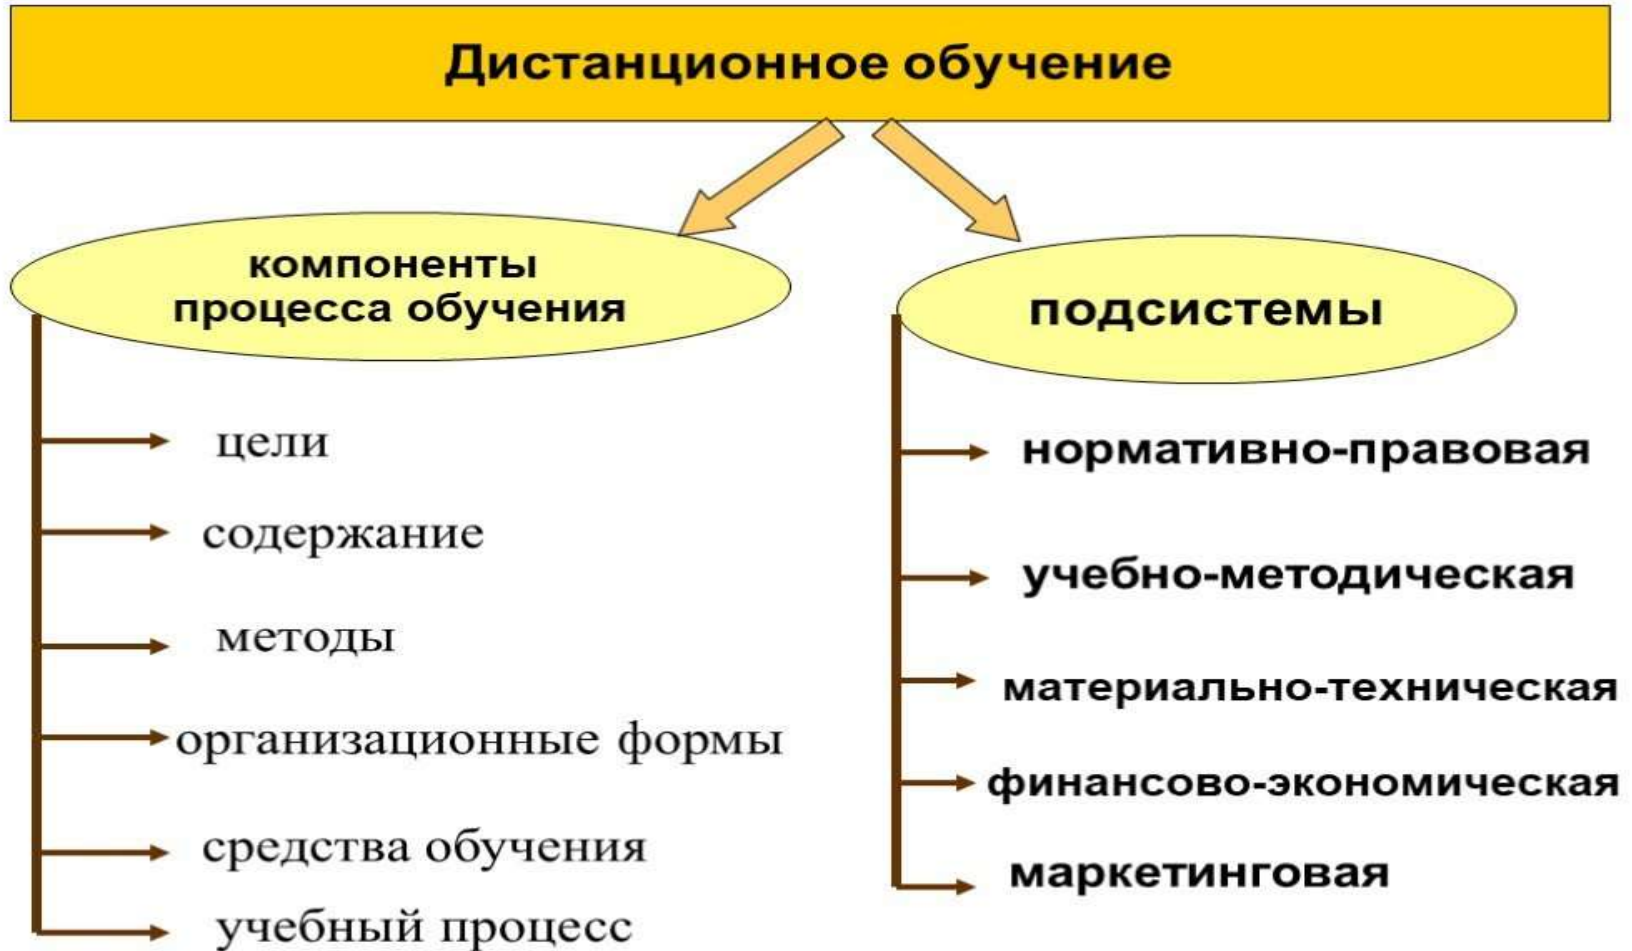 Дистанционное обучение
компоненты
процесса обучения
цели
содержание
методы
организационные формы
средства обучения
учебный процесс
подсистемы
нормативно-правовая
учебно-методическая
материально-техническая
финансово-экономическая
маркетинговая